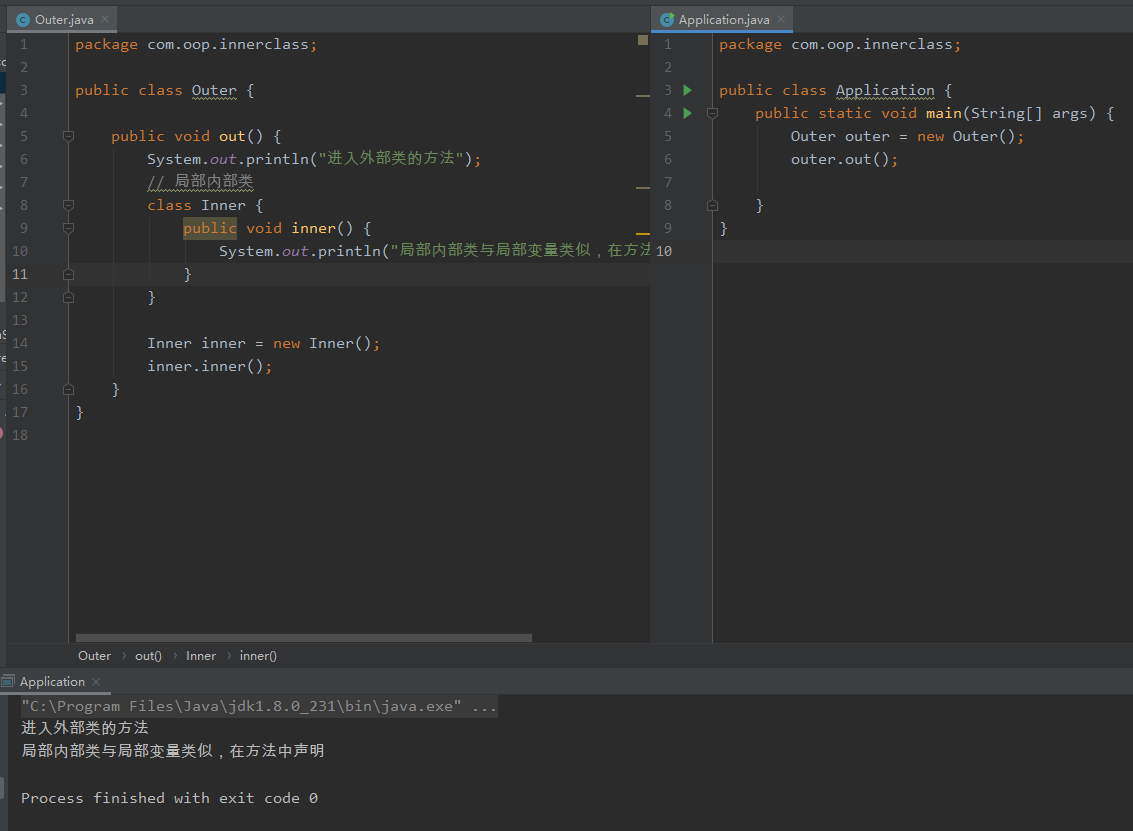 Outer.java
Application.java
1 package com.oop.innerclass;
2
3 public class Outer {
4
5 public void out() {
6 System.out.println("进入外部类的方法");
7 // 局部内部类
8 class Inner {
9 public void inner() {
10 System.out.println("局部内部类与局部变量类似，在方法
11 }
12 }
13
14 Inner inner = new Inner();
15 inner.inner();
16 }
17 }
18
1 package com.oop.innerclass;
2
3 public class Application {
4 public static void main(String[] args) {
5 Outer outer = new Outer();
6 outer.out();
7
8 }
9 }
10
Outer › out() › Inner › inner()
Application
"C:\Program Files\Java\jdk1.8.0_231\bin\java.exe" ...
进入外部类的方法
局部内部类与局部变量类似，在方法中声明
Process finished with exit code 0